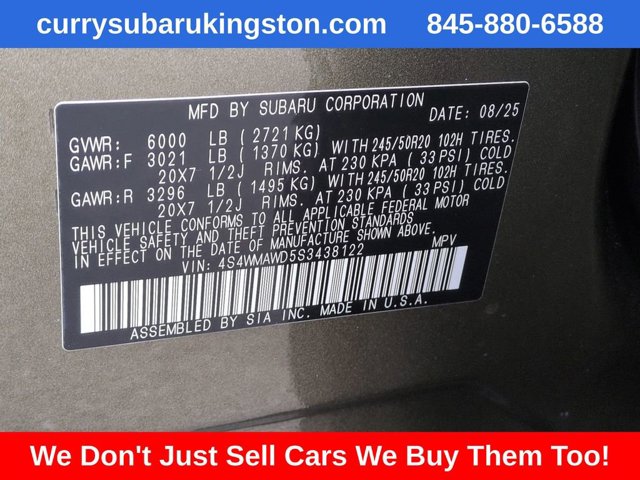 currysubarukingston.com 845-880-6588
MFD BY SUBARU CORPORATION
DATE: 08/25
GVWR: 6000 LB (2721 KG)
GAWR:F 3021 LB (1370 KG) WITH 245/50R20 102H TIRES.
20X7 1/2J RIMS. AT 230 KPA (33 PSI) COLD
GAWR:R 3296 LB (1495 KG) WITH 245/50R20 102H TIRES.
20X7 1/2J RIMS. AT 230 KPA (33 PSI) COLD
THIS VEHICLE CONFORMS TO ALL APPLICABLE FEDERAL MOTOR
VEHICLE SAFETY AND THEFT PREVENTION STANDARDS
IN EFFECT ON THE DATE OF MANUFACTURE SHOWN ABOVE.
VIN: 4S4WMAWD5S3438122 MPV
ASSEMBLED BY SIA INC. MADE IN U.S.A.
We Don't Just Sell Cars We Buy Them Too!